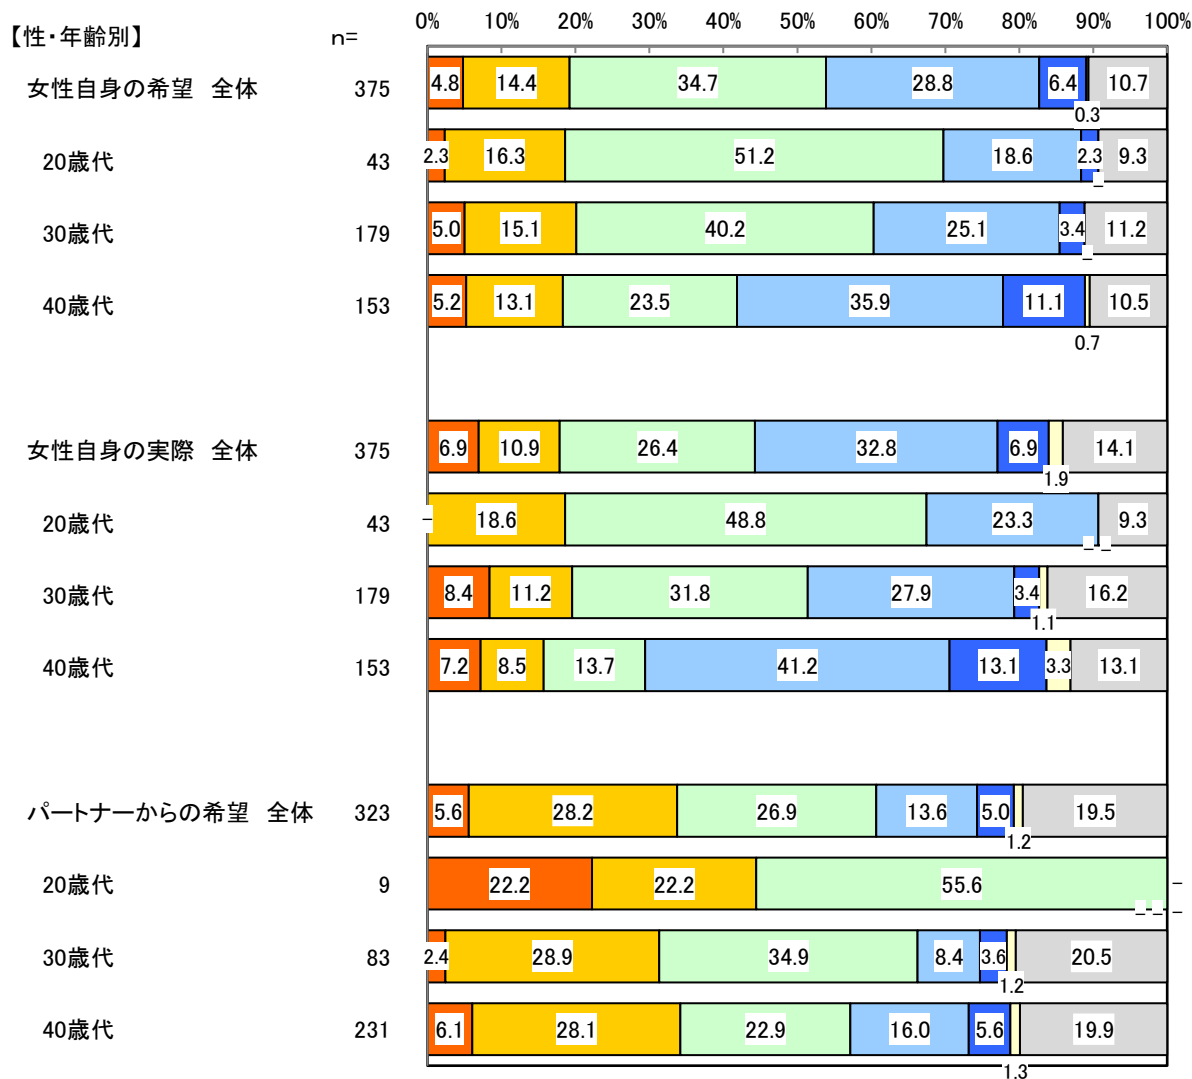 0% 10% 20% 30% 40% 50% 60% 70% 80% 90% 100%
【性・年齢別】 n=
女性自身の希望 全体 375 4.8 14.4 34.7 28.8 6.4 0.3 10.7
20歳代 43 2.3 16.3 51.2 18.6 2.3 - 9.3
30歳代 179 5.0 15.1 40.2 25.1 3.4 - 11.2
40歳代 153 5.2 13.1 23.5 35.9 11.1 0.7 10.5
女性自身の実際 全体 375 6.9 10.9 26.4 32.8 6.9 1.9 14.1
20歳代 43 - 18.6 48.8 23.3 - - 9.3
30歳代 179 8.4 11.2 31.8 27.9 3.4 1.1 16.2
40歳代 153 7.2 8.5 13.7 41.2 13.1 3.3 13.1
パートナーからの希望 全体 323 5.6 28.2 26.9 13.6 5.0 1.2 19.5
20歳代 9 22.2 22.2 55.6 - - - -
30歳代 83 2.4 28.9 34.9 8.4 3.6 1.2 20.5
40歳代 231 6.1 28.1 22.9 16.0 5.6 1.3 19.9